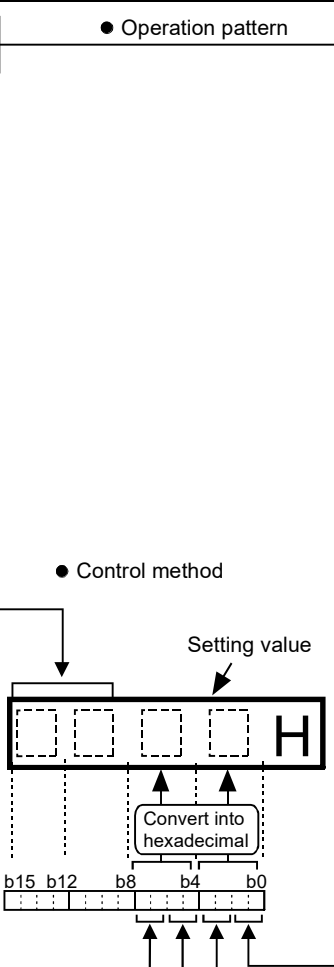 ● Operation pattern
● Control method
Setting value
H
Convert into
hexadecimal
b15 b12 b8 b4 b0